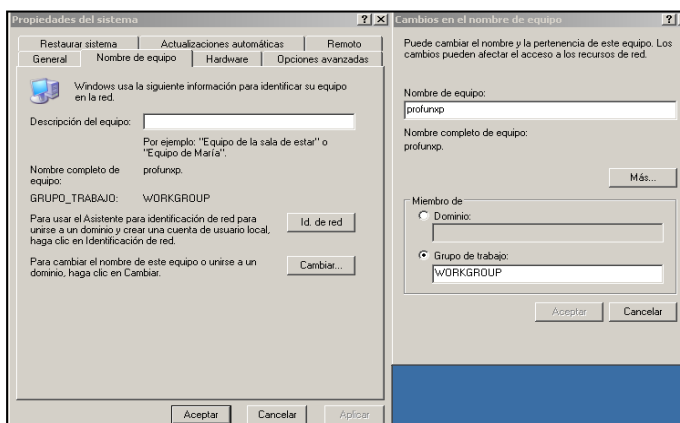 Propiedades del sistema
Restaurar sistema
Actualizaciones automáticas
Remoto
General
Nombre de equipo
Hardware
Opciones avanzadas
Windows usa la siguiente información para identificar su equipo
en la red.
Descripción del equipo:
Por ejemplo: "Equipo de la sala de estar" o
"Equipo de María".
Nombre completo de
equipo:
profunxp.
GRUPO_TRABAJO:
WORKGROUP
Para usar el Asistente para identificación de red para
unirse a un dominio y crear una cuenta de usuario local,
haga clic en Identificación de red.
Id. de red
Para cambiar el nombre de este equipo o unirse a un
dominio, haga clic en Cambiar.
Cambiar...
Aceptar
Cancelar
Aplicar
Cambios en el nombre de equipo
Puede cambiar el nombre y la pertenencia de este equipo. Los
cambios pueden afectar el acceso a los recursos de red.
Nombre de equipo:
profunxp
Nombre completo de equipo:
profunxp.
Más...
Miembro de
Dominio:
Grupo de trabajo:
WORKGROUP
Aceptar
Cancelar